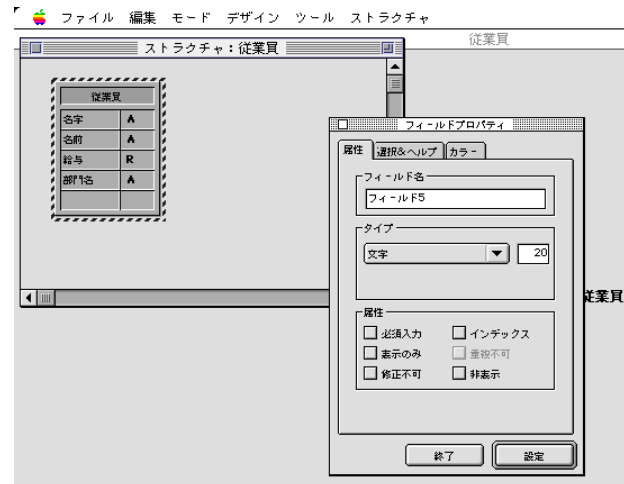 ファイル 編集 モード デザイン ツール ストラクチャ
従業員
ストラクチャ：従業員
従業員
名字 A
名前 A
給与 R
部門名 A
フィールドプロパティ
属性 選択&ヘルプ カラー
フィールド名
フィールド5
タイプ
文字 20
属性
必須入力 インデックス
表示のみ 重複不可
修正不可 非表示
終了 設定
従業員